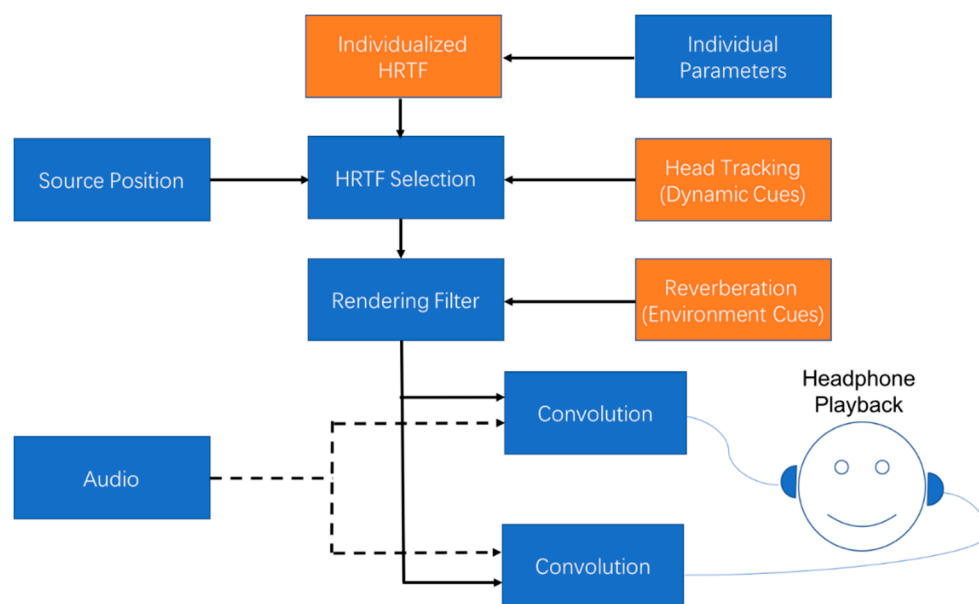 Individualized
HRTF
Individual
Parameters
Source Position
HRTF Selection
Head Tracking
(Dynamic Cues)
Rendering Filter
Reverberation
(Environment Cues)
Convolution
Headphone
Playback
Audio
Convolution